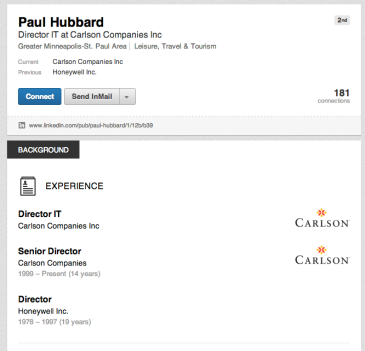 Paul Hubbard
2nd
Director IT at Carlson Companies Inc
Greater Minneapolis-St. Paul Area | Leisure, Travel & Tourism
Current Carlson Companies Inc
Previous Honeywell Inc.
Connect Send InMail
181
connections
www.linkedin.com/pub/paul-hubbard/1/12b/b39
BACKGROUND
EXPERIENCE
Director IT
Carlson Companies Inc
CARLSON
Senior Director
Carlson Companies
1999 – Present (14 years)
CARLSON
Director
Honeywell Inc.
1978 – 1997 (19 years)